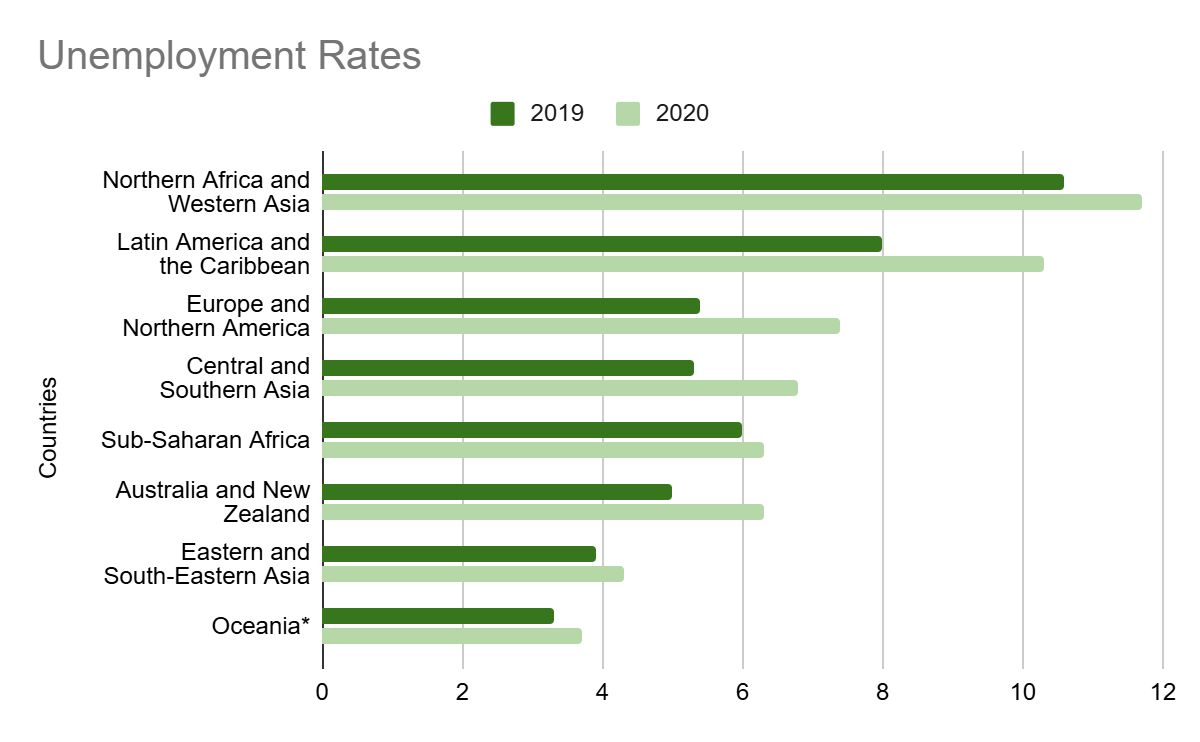 Unemployment Rates
2019
2020
Northern Africa and
Western Asia
Latin America and
the Caribbean
Europe and
Northern America
Central and
Southern Asia
Sub-Saharan Africa
Australia and New
Zealand
Eastern and
South-Eastern Asia
Oceania*
Countries
0 2 4 6 8 10 12